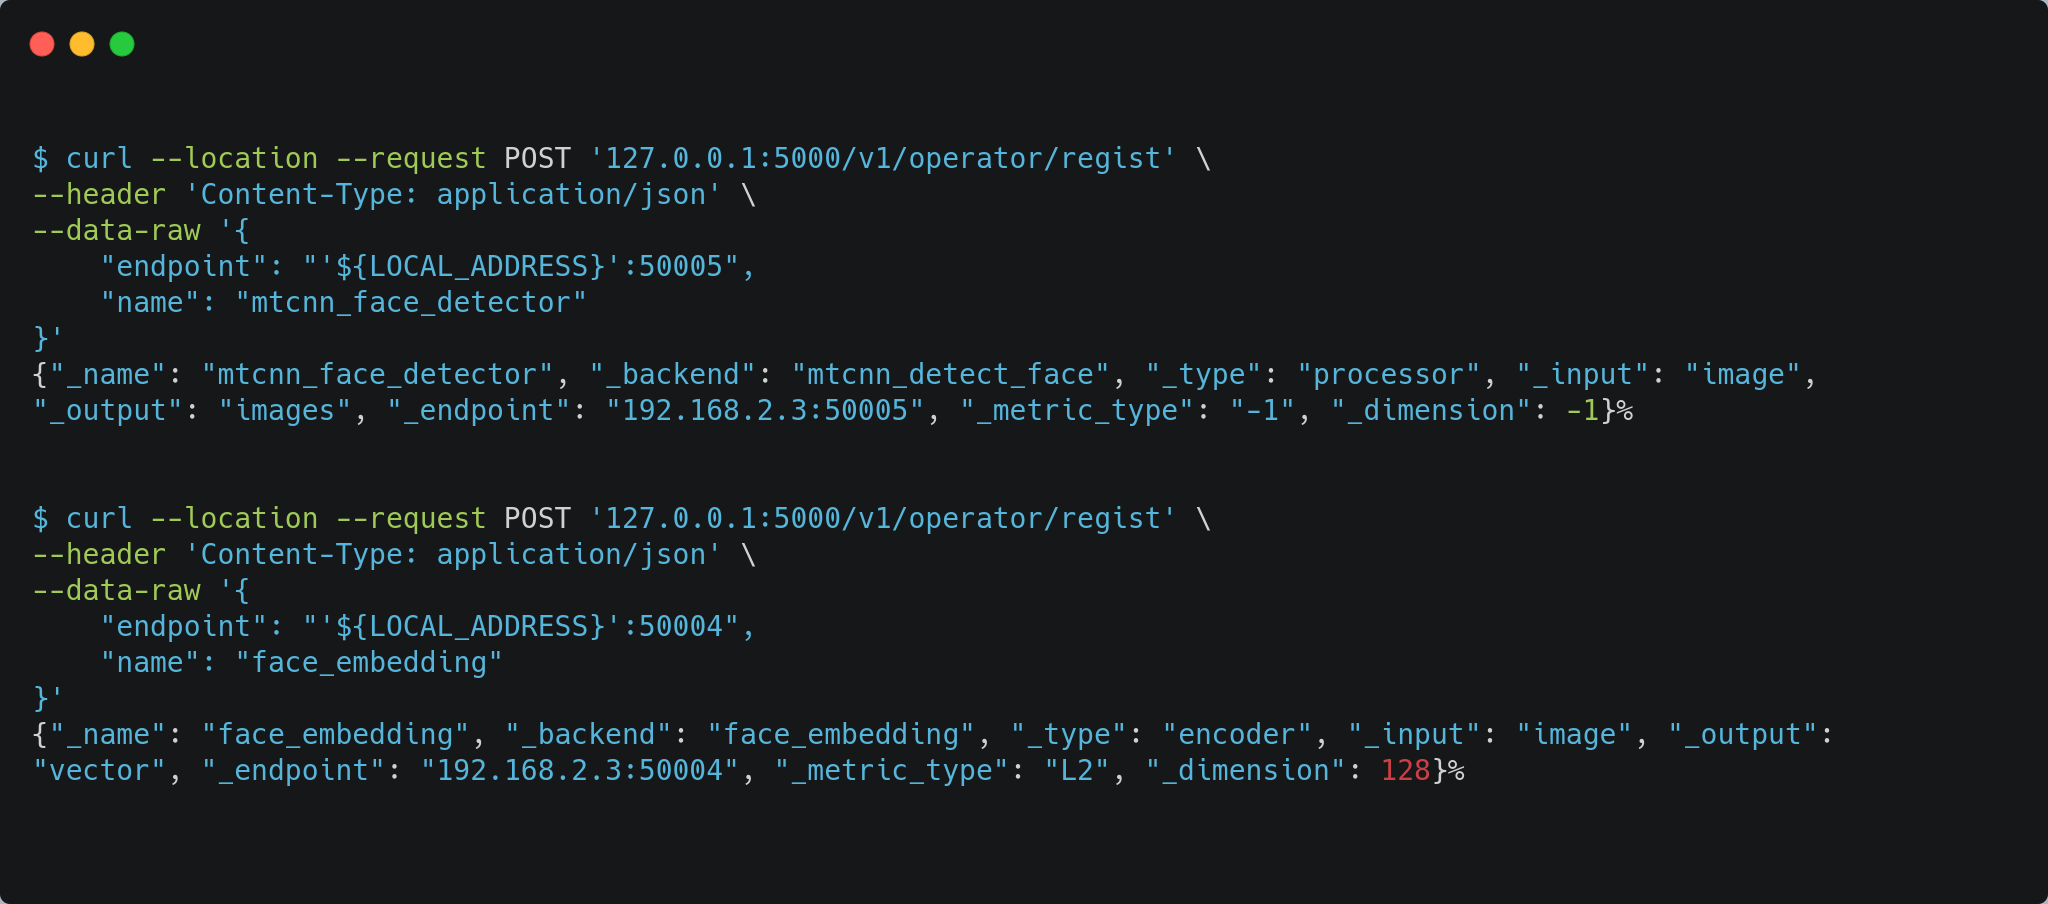 $ curl --location --request POST '127.0.0.1:5000/v1/operator/regist' \
--header 'Content-Type: application/json' \
--data-raw '{
    "endpoint": "'${LOCAL_ADDRESS}':50005",
    "name": "mtcnn_face_detector"
}'
{"_name": "mtcnn_face_detector", "_backend": "mtcnn_detect_face", "_type": "processor", "_input": "image",
"_output": "images", "_endpoint": "192.168.2.3:50005", "_metric_type": "-1", "_dimension": -1}%
$ curl --location --request POST '127.0.0.1:5000/v1/operator/regist' \
--header 'Content-Type: application/json' \
--data-raw '{
    "endpoint": "'${LOCAL_ADDRESS}':50004",
    "name": "face_embedding"
}'
{"_name": "face_embedding", "_backend": "face_embedding", "_type": "encoder", "_input": "image", "_output":
"vector", "_endpoint": "192.168.2.3:50004", "_metric_type": "L2", "_dimension": 128}%